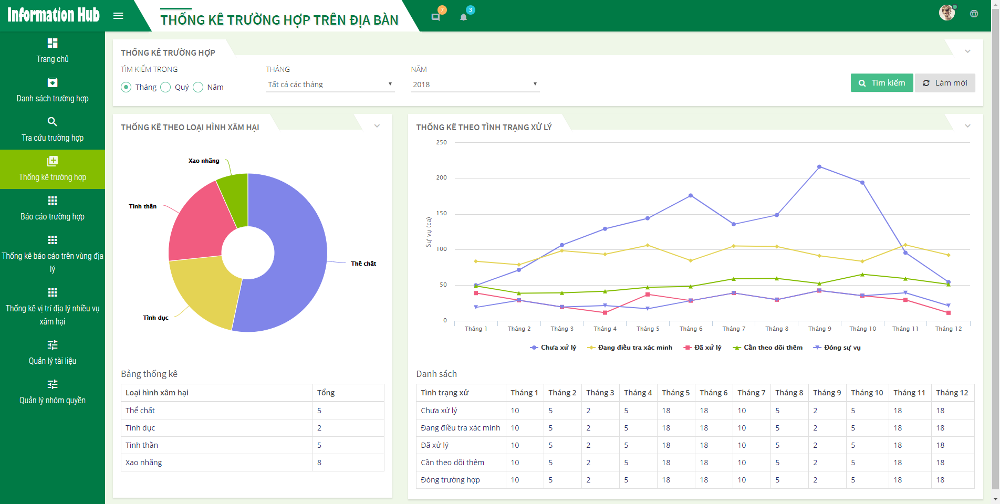 Information Hub
THỐNG KÊ TRƯỜNG HỢP TRÊN ĐỊA BÀN
7
3
Trang chủ
Danh sách trường hợp
Tra cứu trường hợp
Thống kê trường hợp
Báo cáo trường hợp
Thống kê báo cáo trên vùng địa
lý
Thống kê vị trí địa lý nhiều vụ
xâm hại
Quản lý tài liệu
Quản lý nhóm quyền
THỐNG KÊ TRƯỜNG HỢP
TÌM KIẾM TRONG THÁNG NĂM
Tháng Quý Năm Tất cả các tháng 2018 Tìm kiếm Làm mới
THỐNG KÊ THEO LOẠI HÌNH XÂM HẠI
Xao nhãng
Tinh thần
Thể chất
Tình dục
Bảng thống kê
Loại hình xâm hại Tổng
Thể chất 5
Tình dục 2
Tinh thần 5
Xao nhãng 8
THỐNG KÊ THEO TÌNH TRẠNG XỬ LÝ
250
200
150
100
50
0
Sự vụ (ca)
Tháng 1 Tháng 2 Tháng 3 Tháng 4 Tháng 5 Tháng 6 Tháng 7 Tháng 8 Tháng 9 Tháng 10 Tháng 11 Tháng 12
Chưa xử lý Đang điều tra xác minh Đã xử lý Cần theo dõi thêm Đóng sự vụ
Danh sách
Tình trạng xử Tháng 1 Tháng 2 Tháng 3 Tháng 4 Tháng 5 Tháng 6 Tháng 7 Tháng 8 Tháng 9 Tháng 10 Tháng 11 Tháng 12
Chưa xử lý 10 5 2 5 18 18 10 5 2 5 18 18
Đang điều tra xác minh 10 5 2 5 18 18 10 5 2 5 18 18
Đã xử lý 10 5 2 5 18 18 10 5 2 5 18 18
Cần theo dõi thêm 10 5 2 5 18 18 10 5 2 5 18 18
Đóng trường hợp 10 5 2 5 18 18 10 5 2 5 18 18